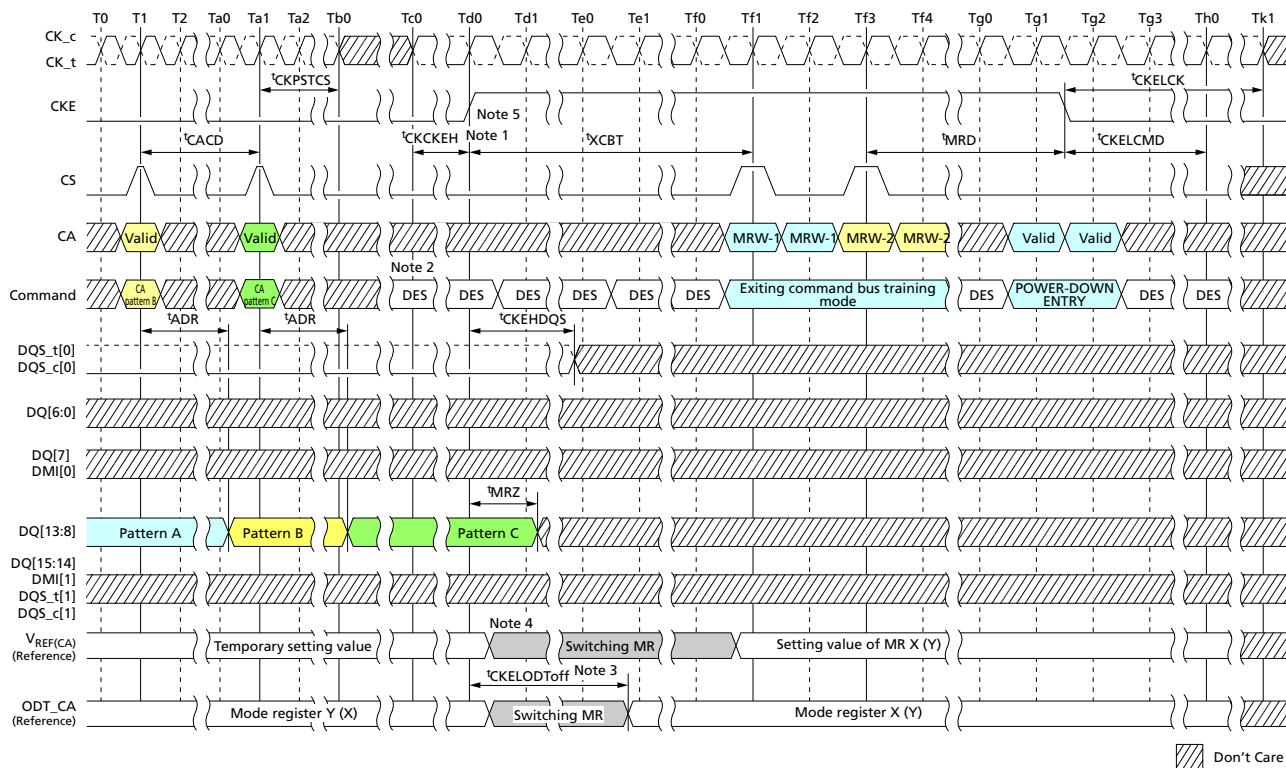 T0 T1 T2 Ta0 Ta1 Ta2 Tb0 Tc0 Td0 Td1 Te0 Te1 Tf0 Tf1 Tf2 Tf3 Tf4 Tg0 Tg1 Tg2 Tg3 Th0 Tk1
CK_c
CK_t
tCKPSTCS
tCKELCK
CKE
Note 5
tCACD
tCKCKEH
Note 1
tXCBT
tMRD
tCKELCMD
CS
CA
Valid
Valid
MRW-1
MRW-1
MRW-2
MRW-2
Valid
Valid
Note 2
Command
CA
pattern B
CA
pattern C
DES
DES
DES
DES
DES
Exiting command bus training
mode
DES
POWER-DOWN
ENTRY
DES
DES
tADR
tADR
tCKEHDQS
DQS_t[0]
DQS_c[0]
DQ[6:0]
DQ[7]
DMI[0]
tMRZ
DQ[13:8]
Pattern A
Pattern B
Pattern C
DQ[15:14]
DMI[1]
DQS_t[1]
DQS_c[1]
Note 4
VREF(CA)
(Reference)
Temporary setting value
Switching MR
Setting value of MR X (Y)
tCKELODToff
Note 3
ODT_CA
(Reference)
Mode register Y (X)
Switching MR
Mode register X (Y)
Don't Care